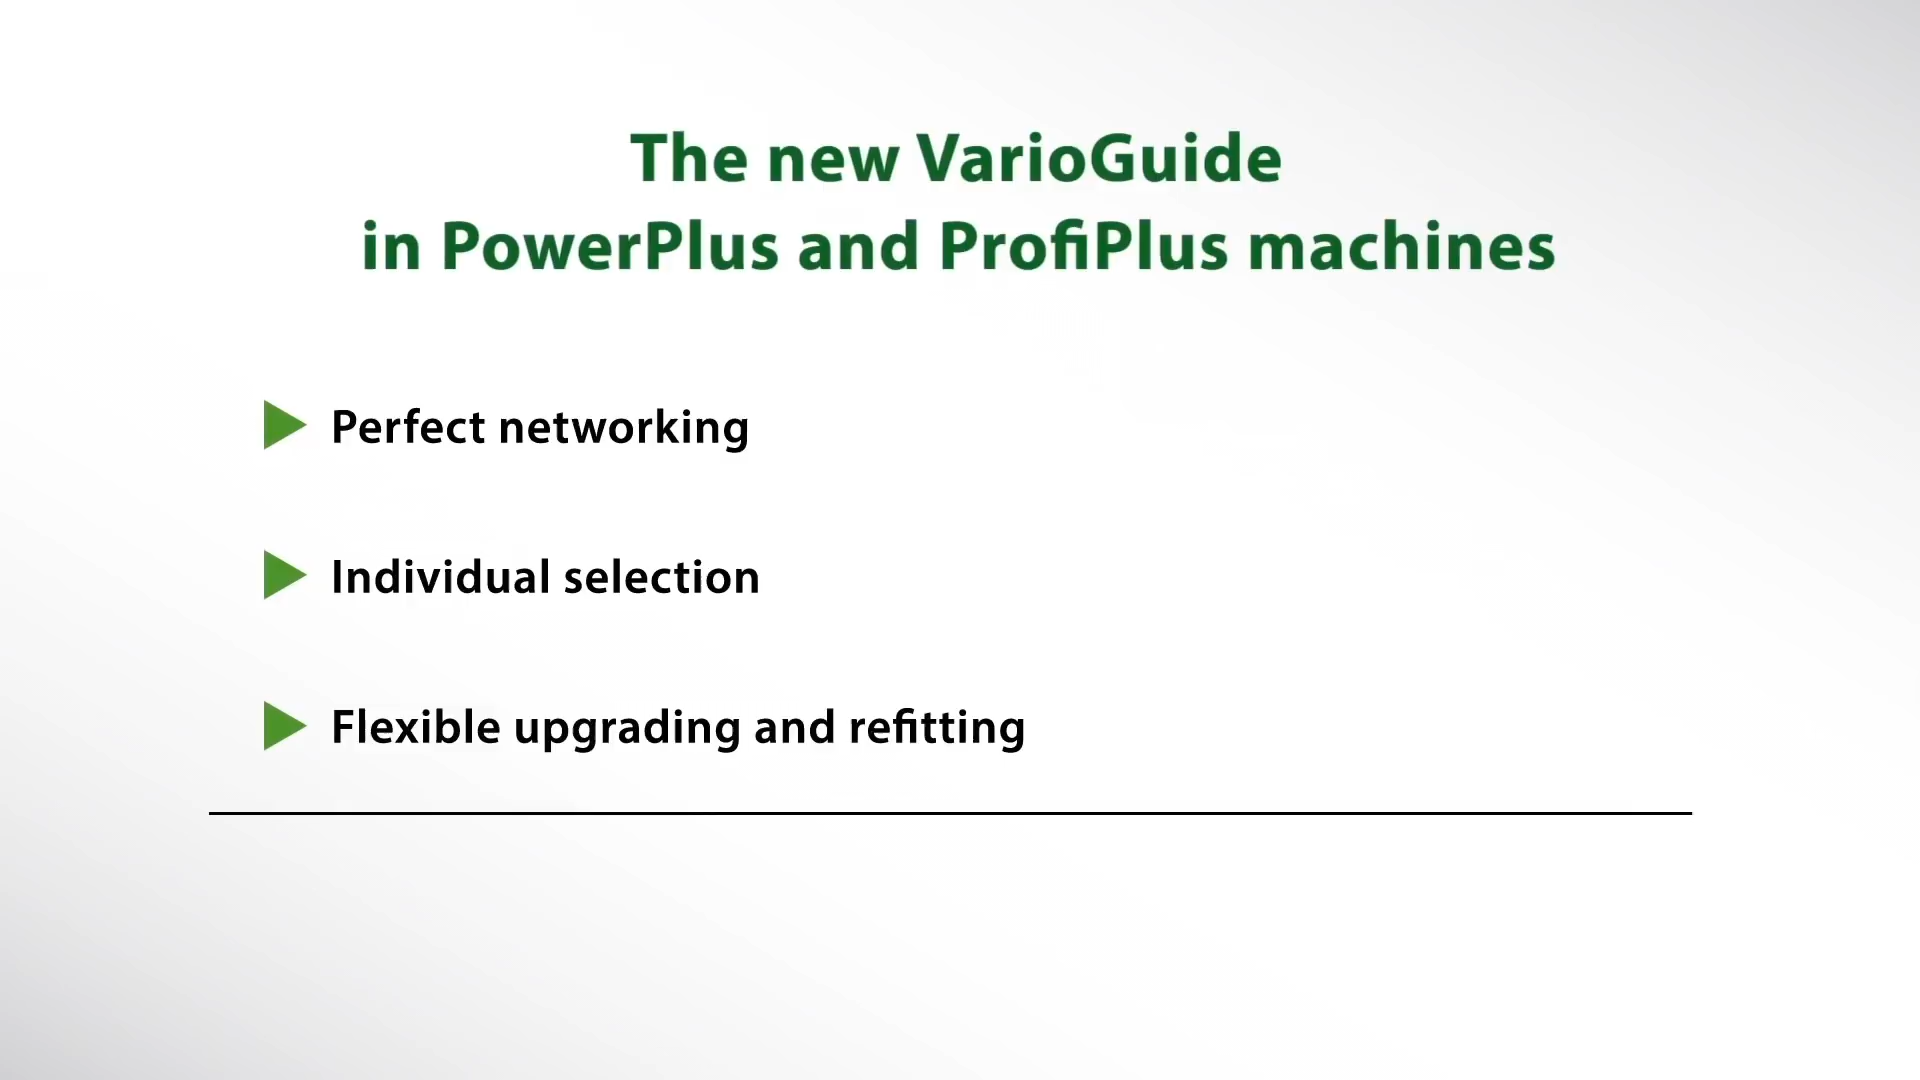 The new VarioGuide
in PowerPlus and ProfiPlus machines
Perfect networking
Individual selection
Flexible upgrading and refitting